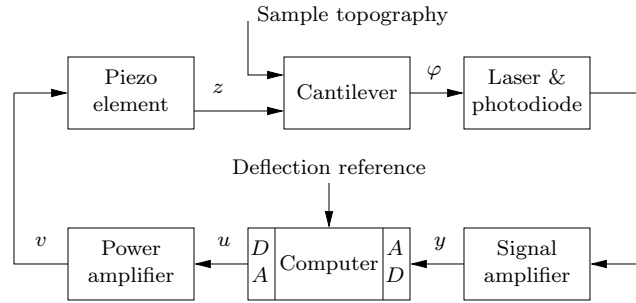 Sample topography
Piezo
element
z
Cantilever
φ
Laser &
photodiode
Deflection reference
v
Power
amplifier
u
D
A
Computer
A
D
y
Signal
amplifier